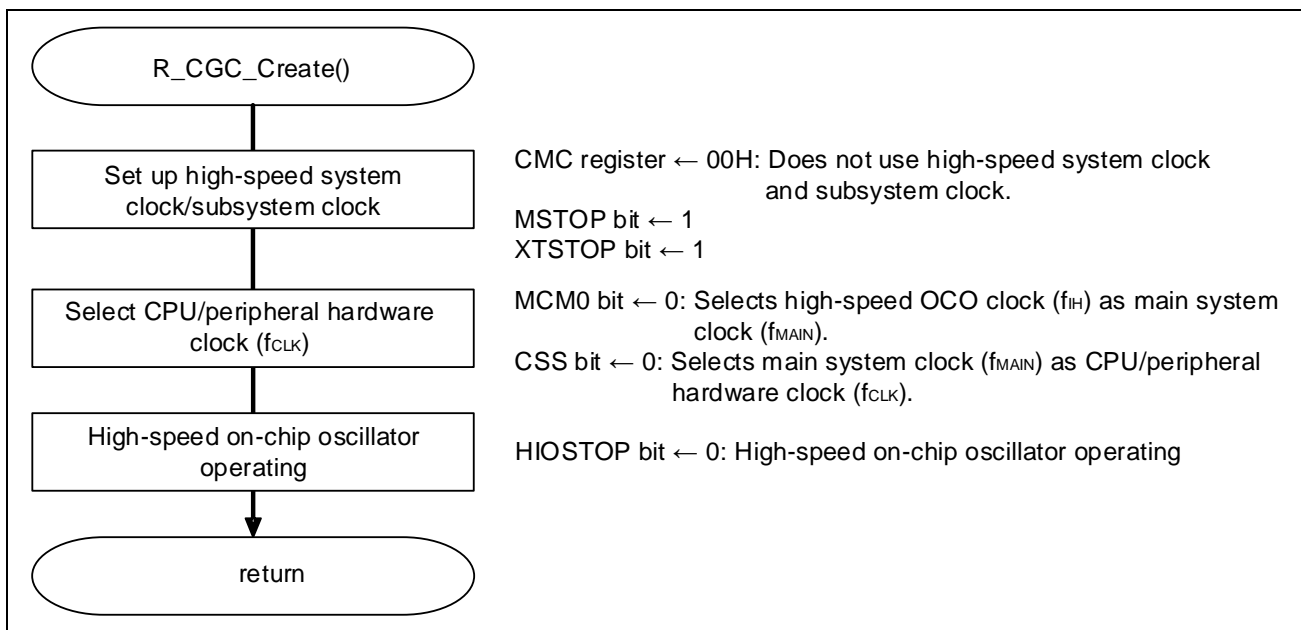 R_CGC_Create()
Set up high-speed system
clock/subsystem clock
CMC register ← 00H: Does not use high-speed system clock
and subsystem clock.
MSTOP bit ← 1
XTSTOP bit ← 1
Select CPU/peripheral hardware
clock (fCLK)
MCM0 bit ← 0: Selects high-speed OCO clock (fIH) as main system
clock (fMAIN).
CSS bit ← 0: Selects main system clock (fMAIN) as CPU/peripheral
hardware clock (fCLK).
High-speed on-chip oscillator
operating
HIOSTOP bit ← 0: High-speed on-chip oscillator operating
return